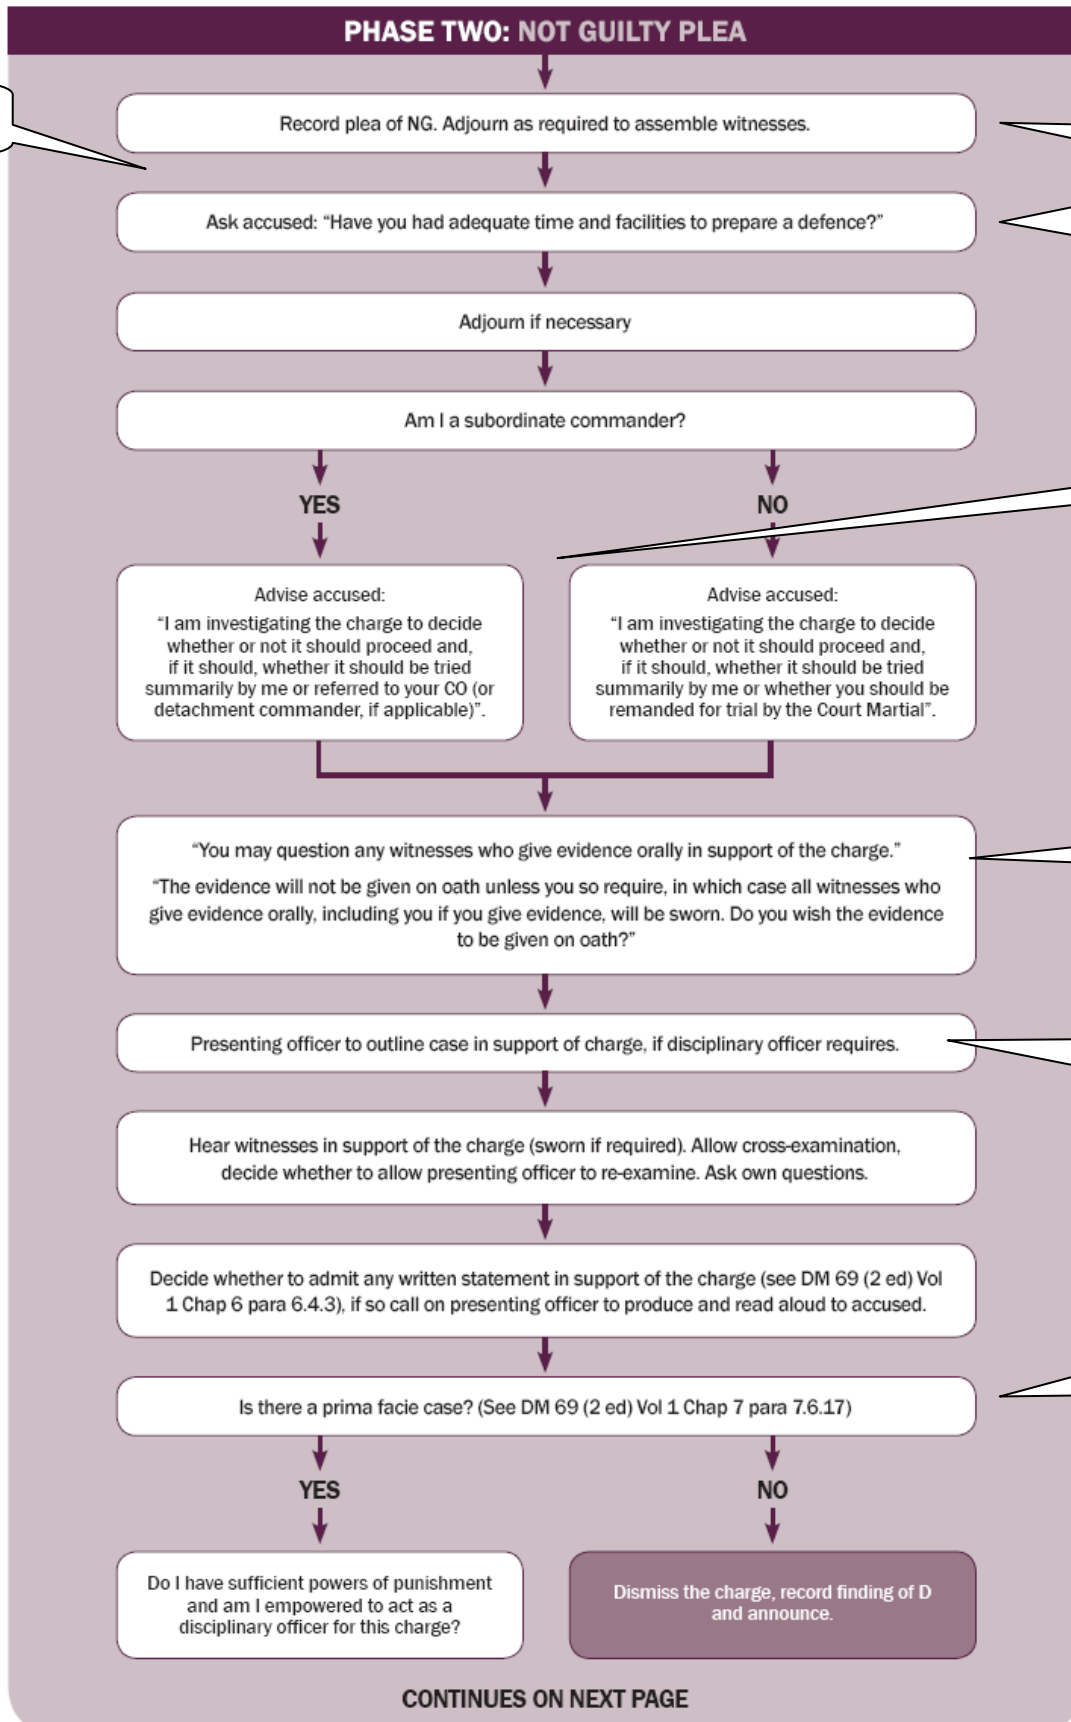 PHASE TWO: NOT GUILTY PLEA
Record plea of NG. Adjourn as required to assemble witnesses.
Ask accused: “Have you had adequate time and facilities to prepare a defence?”
Adjourn if necessary
Am I a subordinate commander?
YES
NO
Advise accused:
“I am investigating the charge to decide
whether or not it should proceed and,
if it should, whether it should be tried
summarily by me or referred to your CO (or
detachment commander, if applicable)”.
Advise accused:
“I am investigating the charge to decide
whether or not it should proceed and,
if it should, whether it should be tried
summarily by me or whether you should be
remanded for trial by the Court Martial”.
“You may question any witnesses who give evidence orally in support of the charge.”
“The evidence will not be given on oath unless you so require, in which case all witnesses who
give evidence orally, including you if you give evidence, will be sworn. Do you wish the evidence
to be given on oath?”
Presenting officer to outline case in support of charge, if disciplinary officer requires.
Hear witnesses in support of the charge (sworn if required). Allow cross-examination,
decide whether to allow presenting officer to re-examine. Ask own questions.
Decide whether to admit any written statement in support of the charge (see DM 69 (2 ed) Vol
1 Chap 6 para 6.4.3), if so call on presenting officer to produce and read aloud to accused.
Is there a prima facie case? (See DM 69 (2 ed) Vol 1 Chap 7 para 7.6.17)
YES
NO
Do I have sufficient powers of punishment
and am I empowered to act as a
disciplinary officer for this charge?
Dismiss the charge, record finding of D
and announce.
CONTINUES ON NEXT PAGE